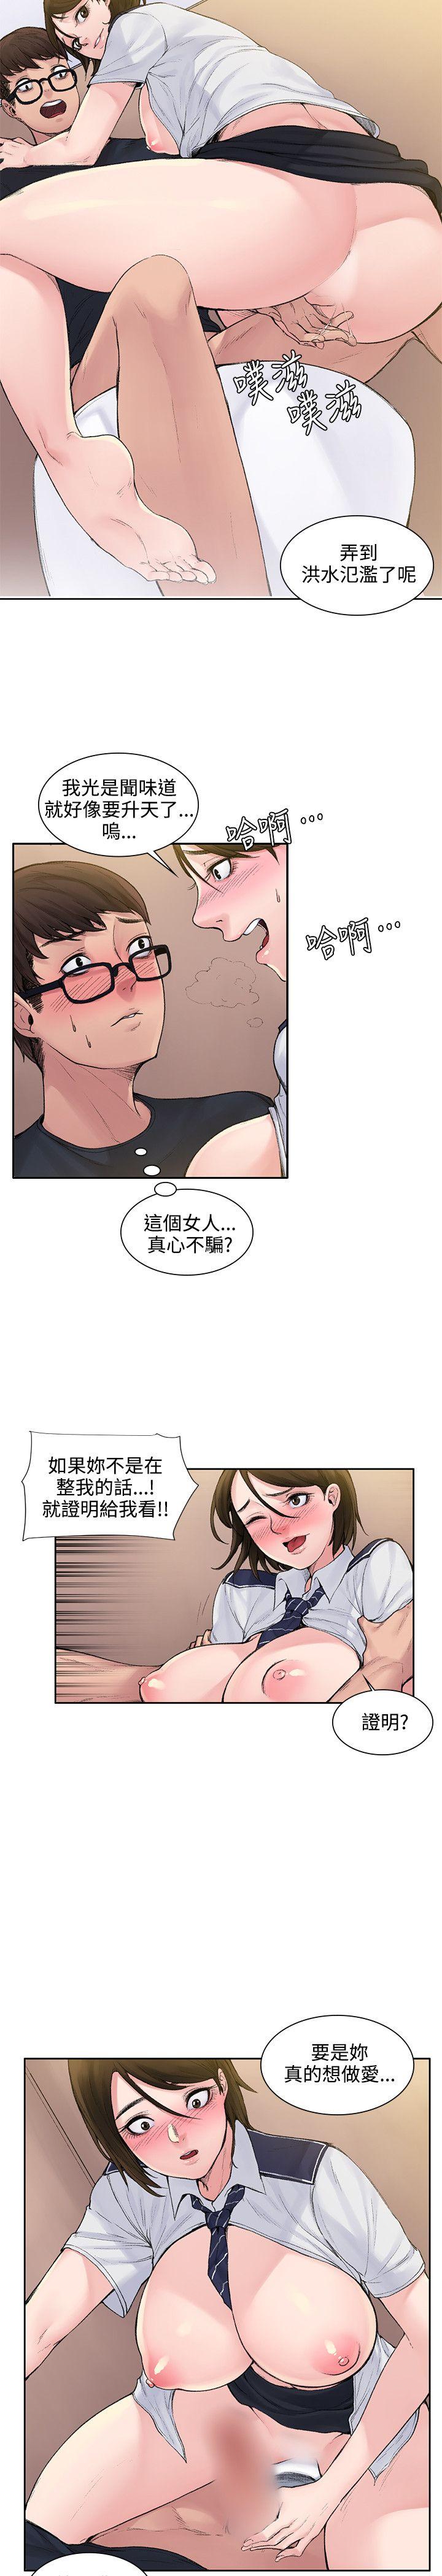 噗滋
噗滋
弄到
洪水氾濫了呢
我光是聞味道
就好像要升天了...
嗚...
哈啊…
哈啊…
這個女人...
真心不騙?
如果妳不是在
整我的話...!
就證明給我看!!
證明?
要是妳
真的想做愛...